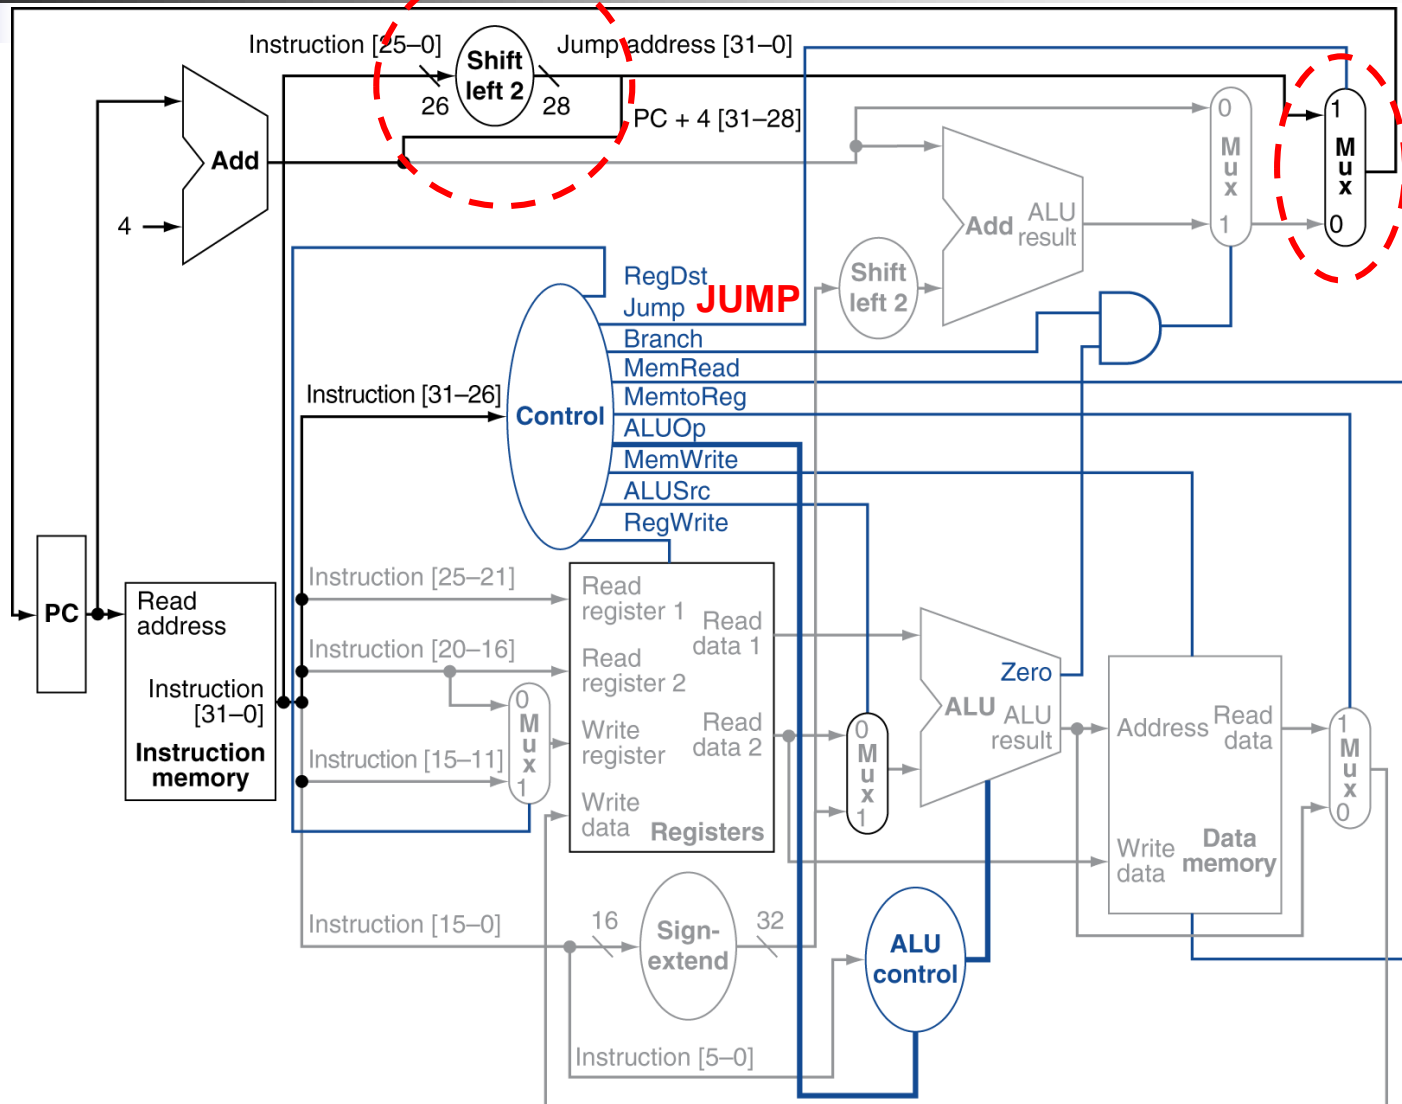 Instruction [25–0]
Shift
left 2
Jump address [31–0]
26
28
PC + 4 [31–28]
Add
4
0
M
u
x
1
1
M
u
x
0
Add
ALU
result
Shift
left 2
RegDst
Jump
JUMP
Branch
MemRead
MemtoReg
ALUOp
MemWrite
ALUSrc
RegWrite
Instruction [31–26]
Control
PC
Read
address
Instruction
[31–0]
Instruction
memory
Instruction [25–21]
Instruction [20–16]
Instruction [15–11]
0
M
u
x
1
Read
register 1
Read
register 2
Write
register
Write
data
Read
data 1
Read
data 2
Registers
0
M
u
x
1
Zero
ALU
ALU
result
Address
Read
data
Write
data
Data
memory
1
M
u
x
0
Instruction [15–0]
16
Sign-
extend
32
ALU
control
Instruction [5–0]